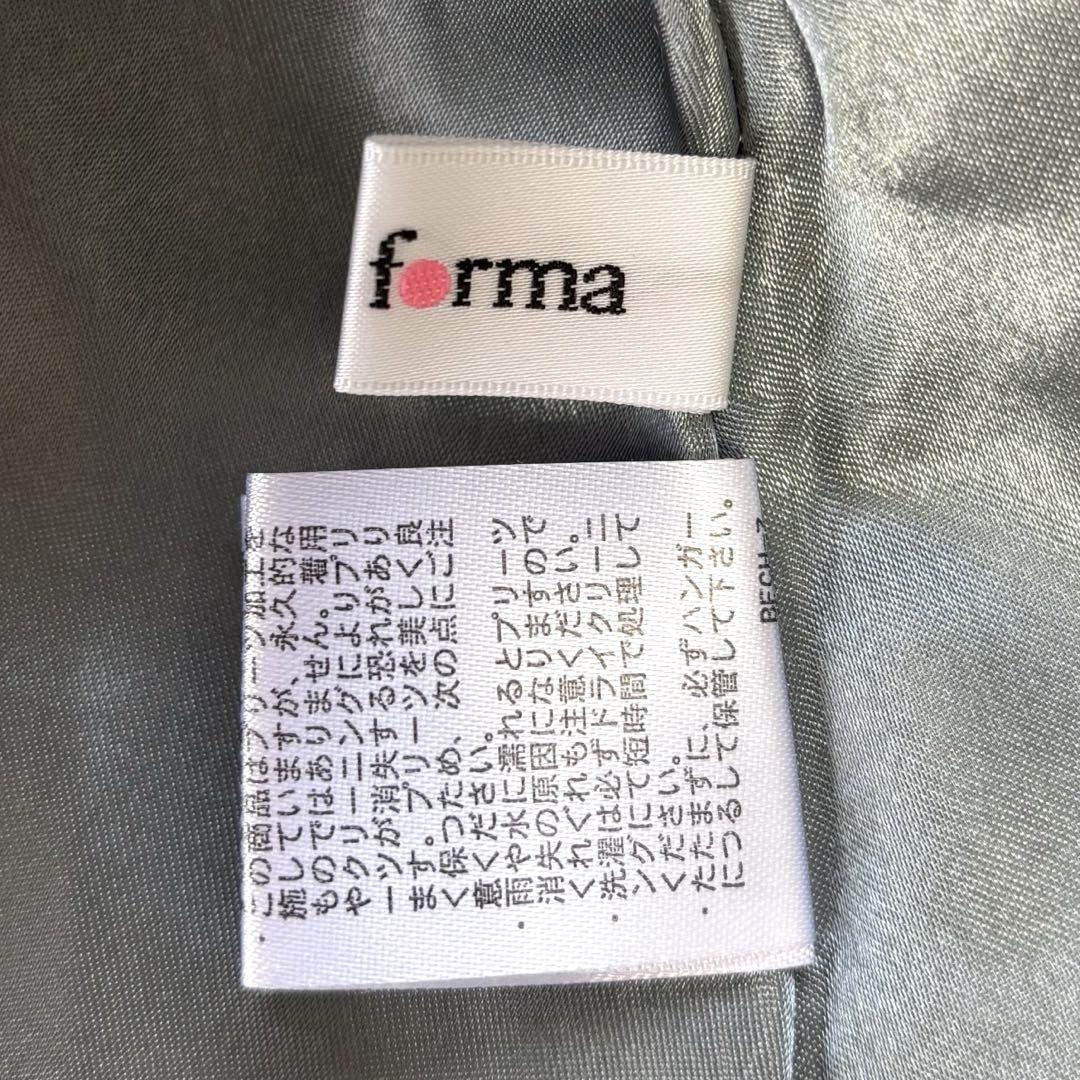 forma
・この商品はプリーツ加工を
施していますが、永久的な
ものではありません。着用
やクリーニングによりプリ
ーツが消失する恐れがあり
ます。プリーツを美しく良
く保つため、次の点にご注
意ください。
・雨や水に濡れるとプリーツ
消失の原因になりますので
くれぐれも注意ください。
・洗濯は必ずドライクリーニ
ングにて短時間で処理して
ください。
・たたまずに、必ずハンガー
につるして保管して下さい。